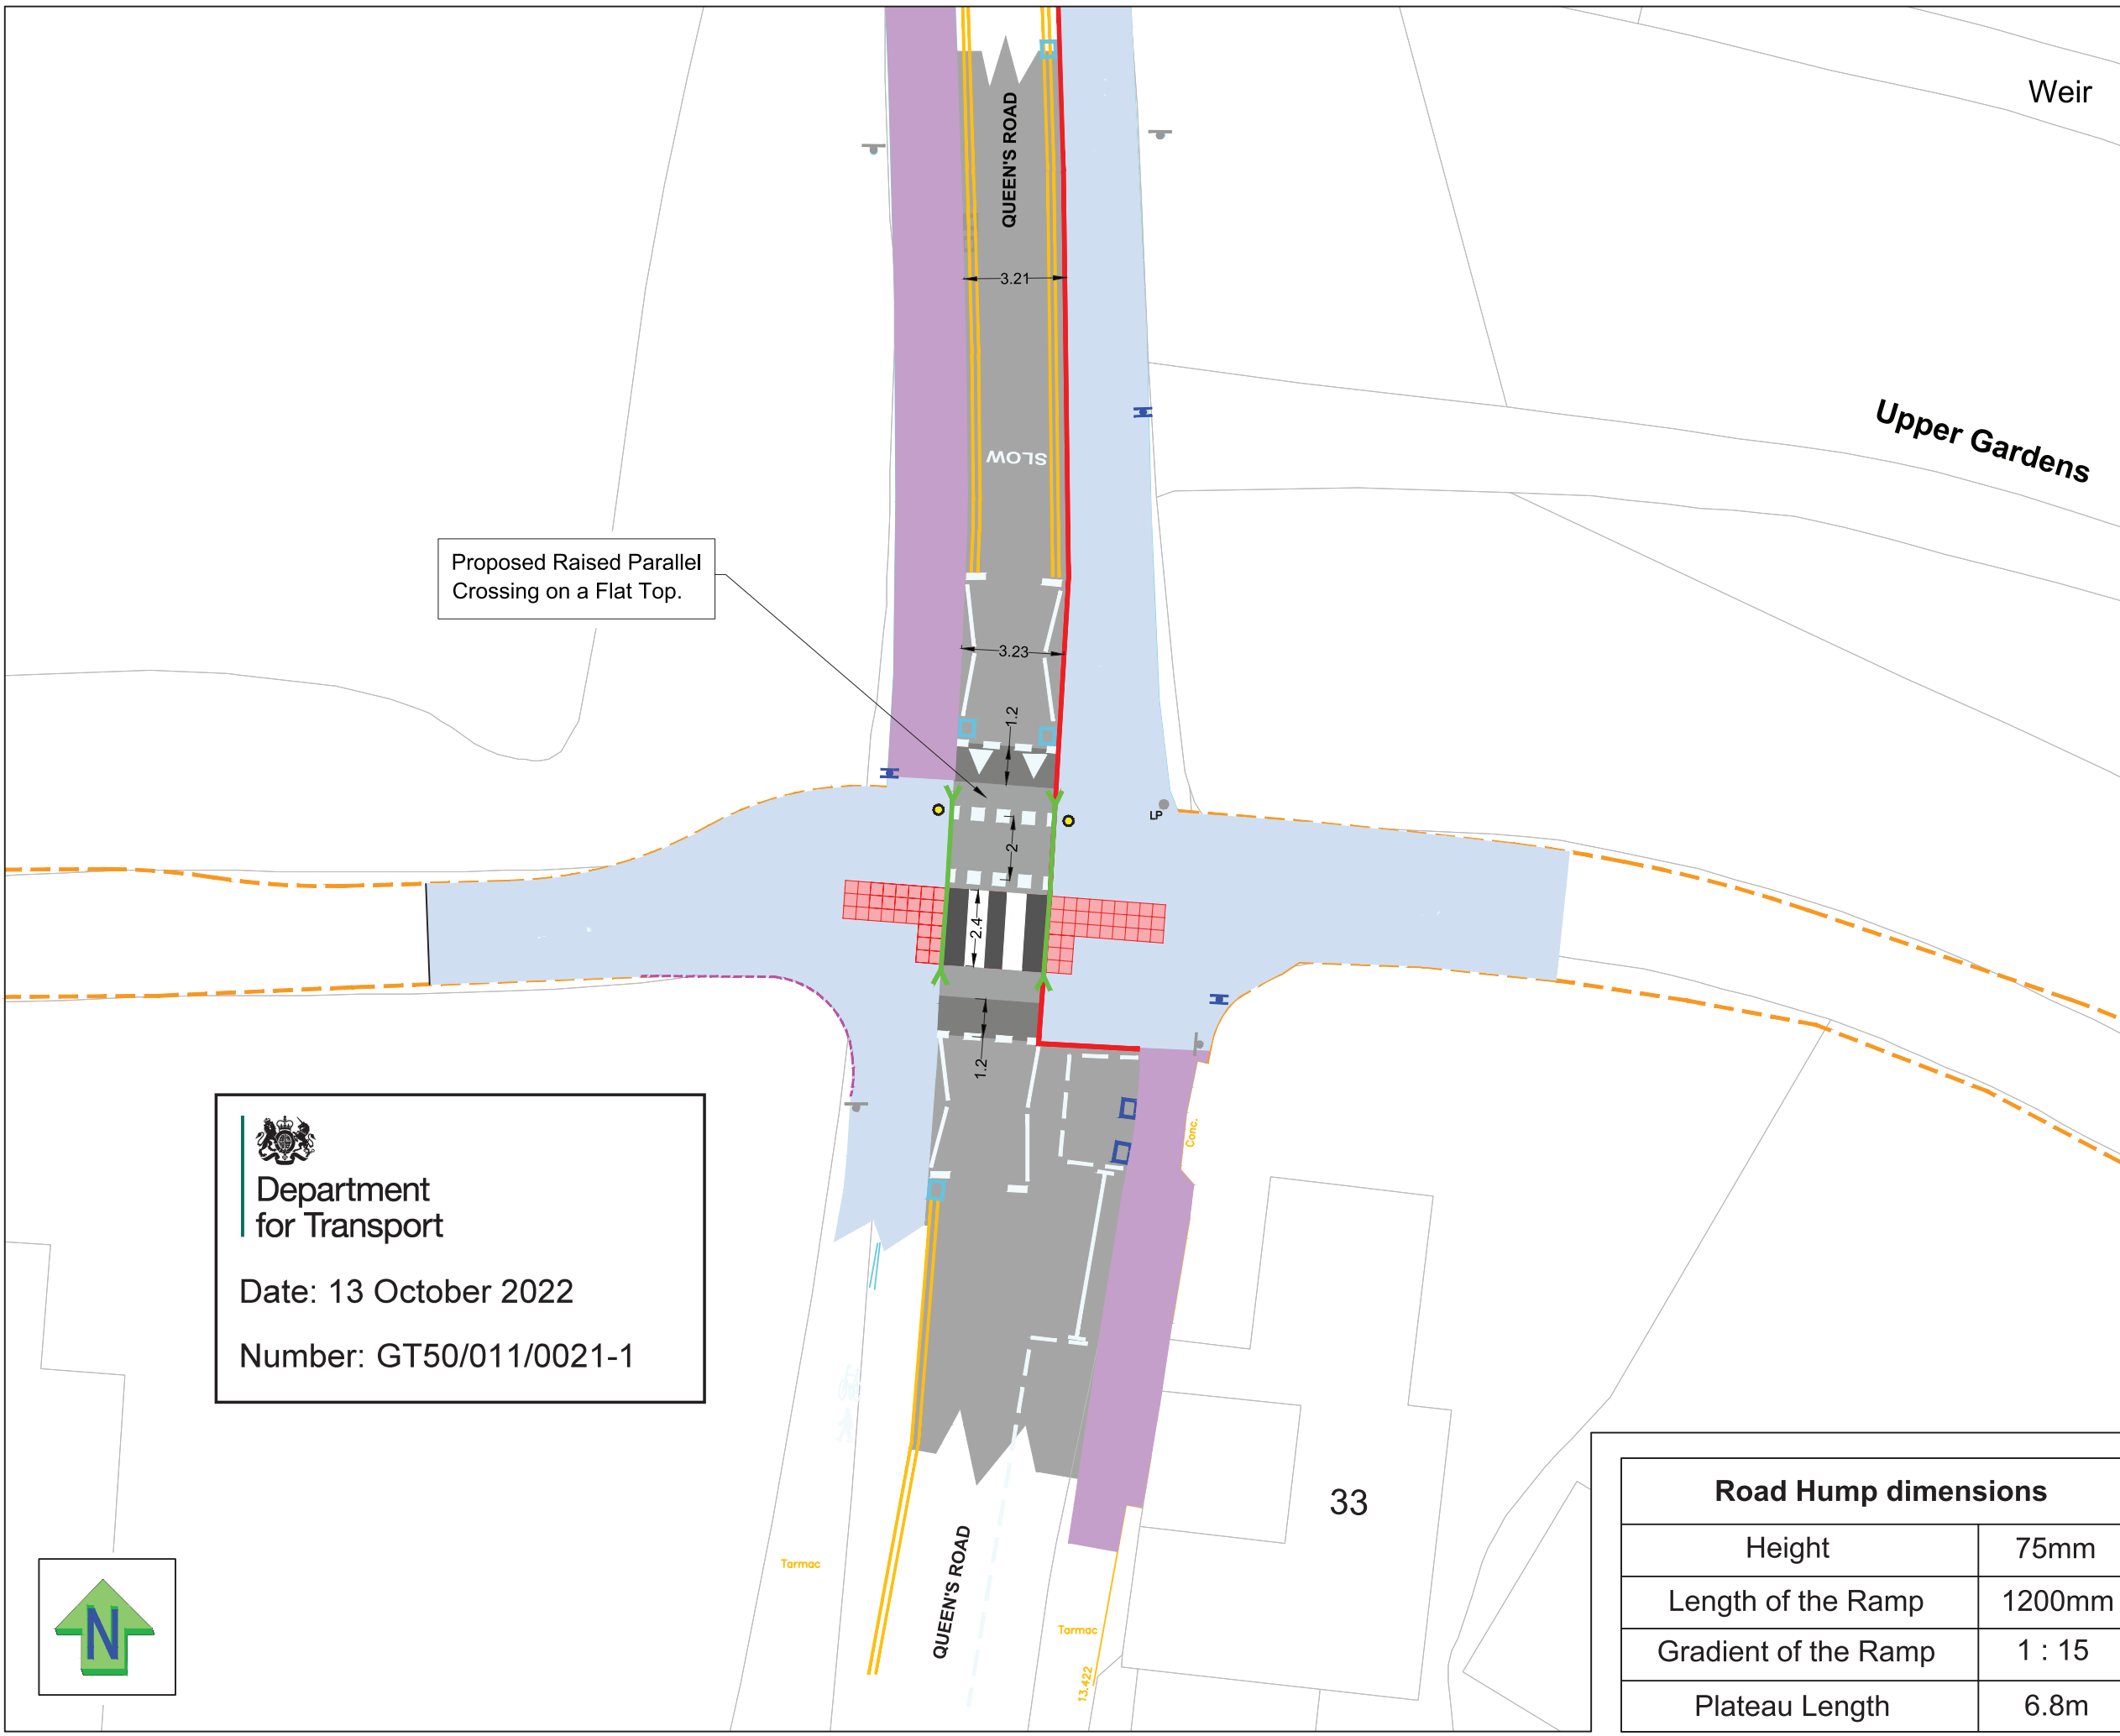 Weir
QUEEN'S ROAD
3.21
Upper Gardens
SLOW
Proposed Raised Parallel
Crossing on a Flat Top.
3.23
1.2
LP
2
2.4
1.2
Conc.
Department
for Transport
Date: 13 October 2022
Number: GT50/011/0021-1
33
QUEEN'S ROAD
Tarmac
Tarmac
13.422
N
Road Hump dimensions
Height 75mm
Length of the Ramp 1200mm
Gradient of the Ramp 1 : 15
Plateau Length 6.8m